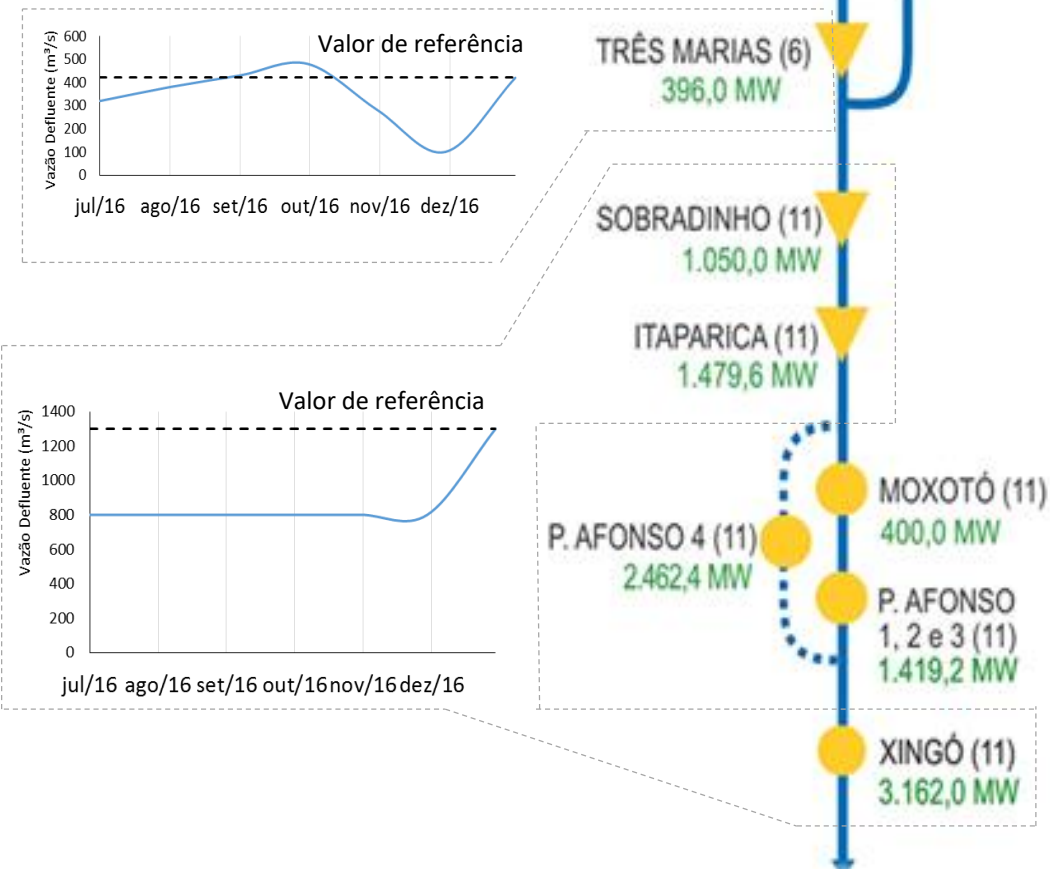 Valor de referência
Vazão Defluente (m³/s)
600
500
400
300
200
100
0
jul/16 ago/16 set/16 out/16 nov/16 dez/16
TRÊS MARIAS (6)
396,0 MW
SOBRADINHO (11)
1.050,0 MW
ITAPARICA (11)
1.479,6 MW
Valor de referência
Vazão Defluente (m³/s)
1400
1200
1000
800
600
400
200
0
jul/16 ago/16 set/16 out/16 nov/16 dez/16
MOXOTÓ (11)
400,0 MW
P. AFONSO 4 (11)
2.462,4 MW
P. AFONSO
1, 2 e 3 (11)
1.419,2 MW
XINGÓ (11)
3.162,0 MW